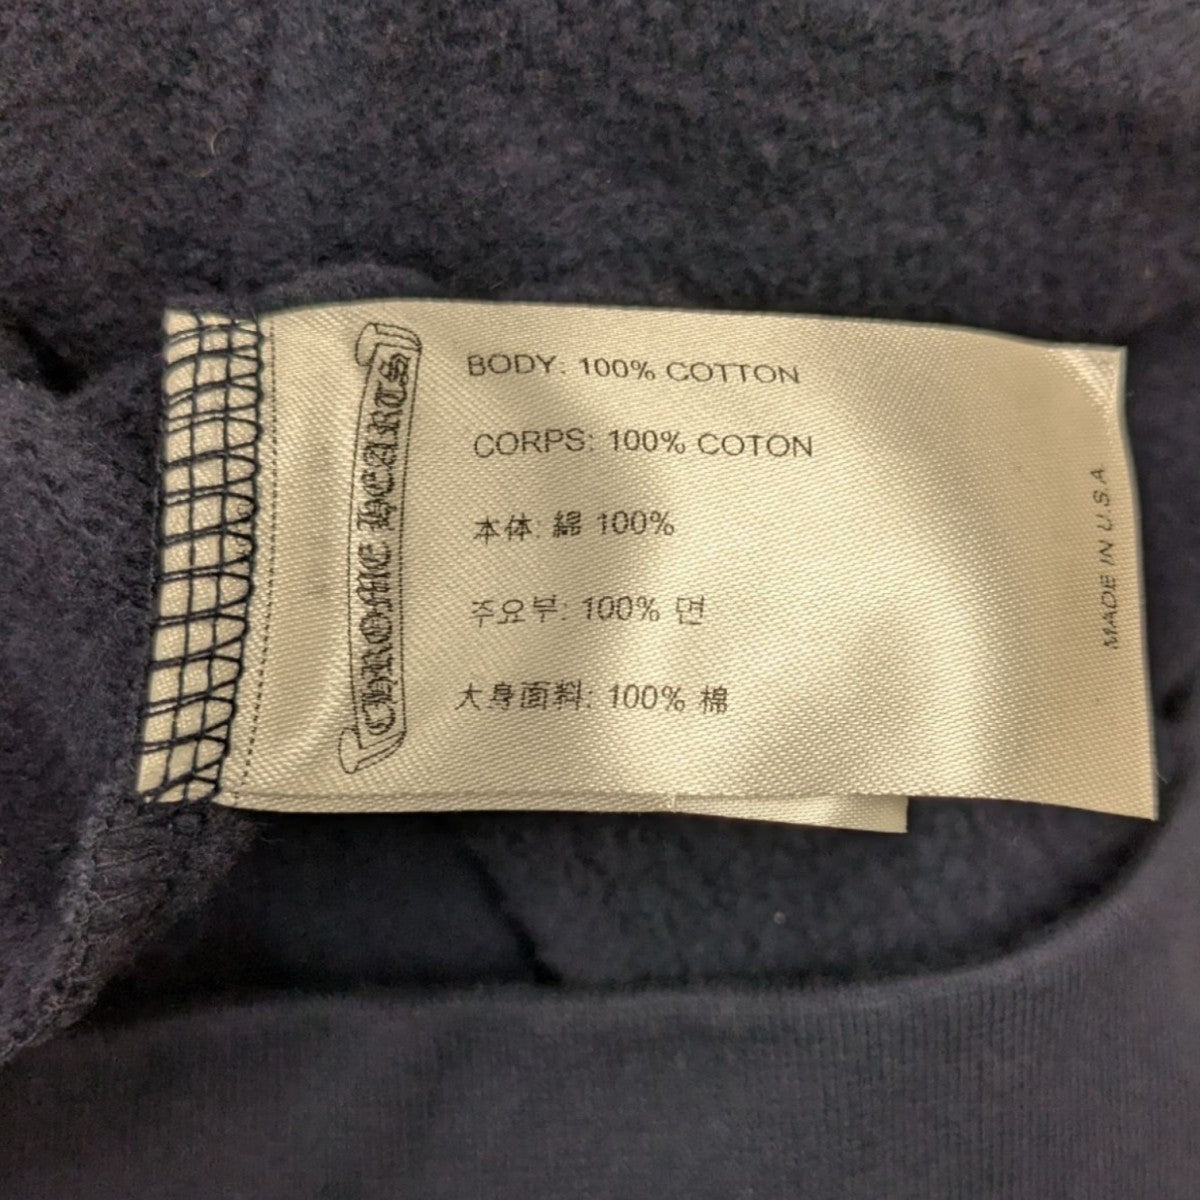 CHROME HEARTS
BODY: 100% COTTON
CORPS: 100% COTON
本体: 綿 100%
주요부: 100% 면
大身面料: 100% 棉
MADE IN U.S.A